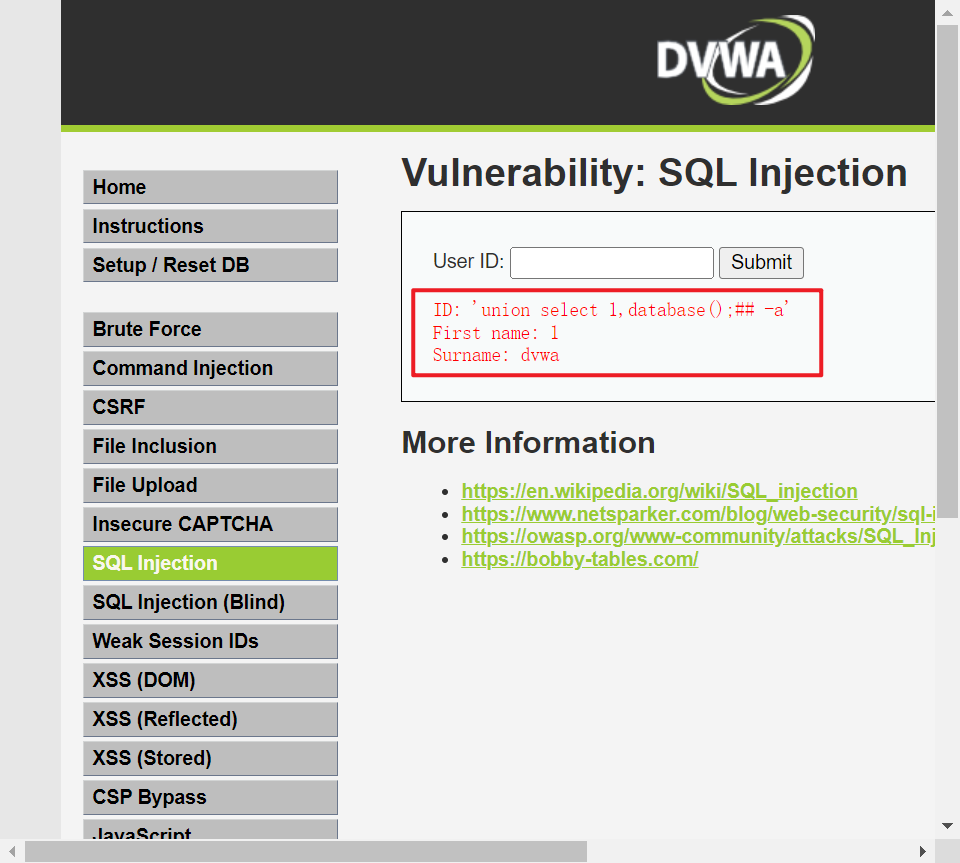 DVWA
Vulnerability: SQL Injection
Home
Instructions
Setup / Reset DB
Brute Force
Command Injection
CSRF
File Inclusion
File Upload
Insecure CAPTCHA
SQL Injection
SQL Injection (Blind)
Weak Session IDs
XSS (DOM)
XSS (Reflected)
XSS (Stored)
CSP Bypass
JavaScript
User ID:
Submit
ID: 'union select 1,database();## -a'
First name: 1
Surname: dvwa
More Information
https://en.wikipedia.org/wiki/SQL_injection
https://www.netsparker.com/blog/web-security/sql-i
https://owasp.org/www-community/attacks/SQL_Inj
https://bobby-tables.com/